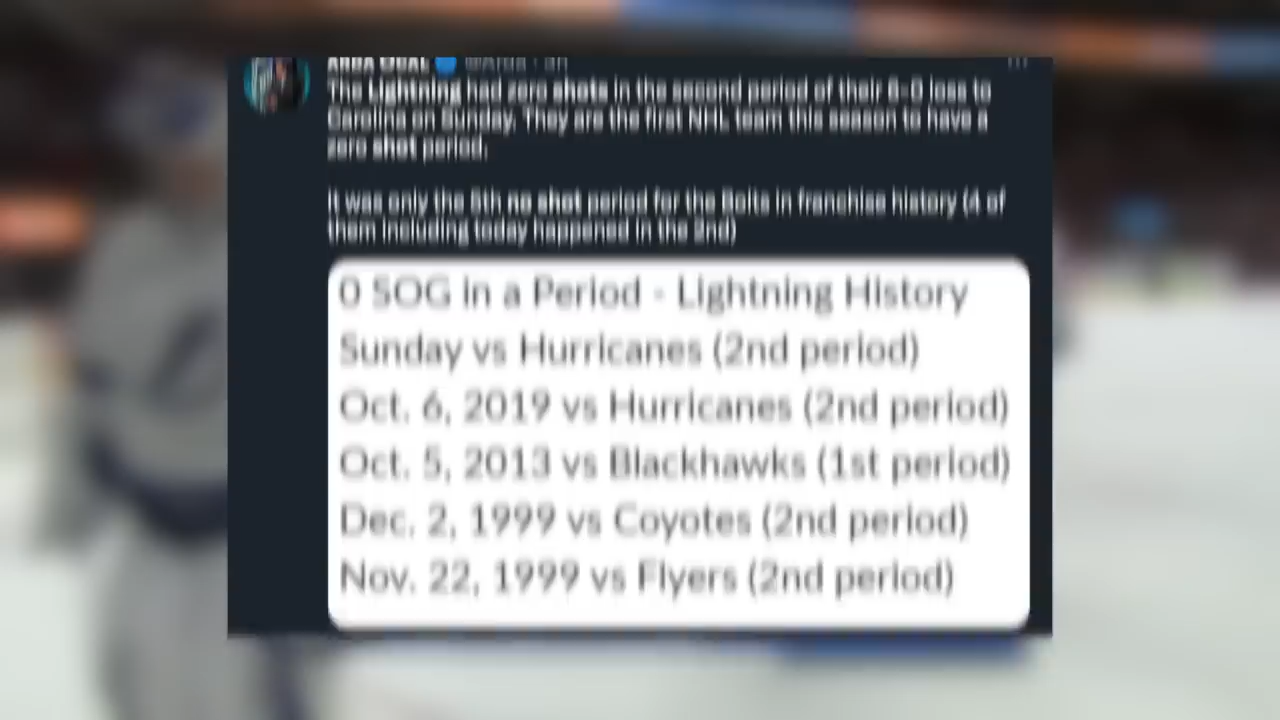 The Lightning had zero shots in the second period of their 6-0 loss to
Carolina on Sunday. They are the first NHL team this season to have a
zero shot period.
It was only the 5th no shot period for the Bolts in franchise history (4 of
them including today happened in the 2nd)
0 SOG in a Period - Lightning History
Sunday vs Hurricanes (2nd period)
Oct. 6, 2019 vs Hurricanes (2nd period)
Oct. 5, 2013 vs Blackhawks (1st period)
Dec. 2, 1999 vs Coyotes (2nd period)
Nov. 22, 1999 vs Flyers (2nd period)